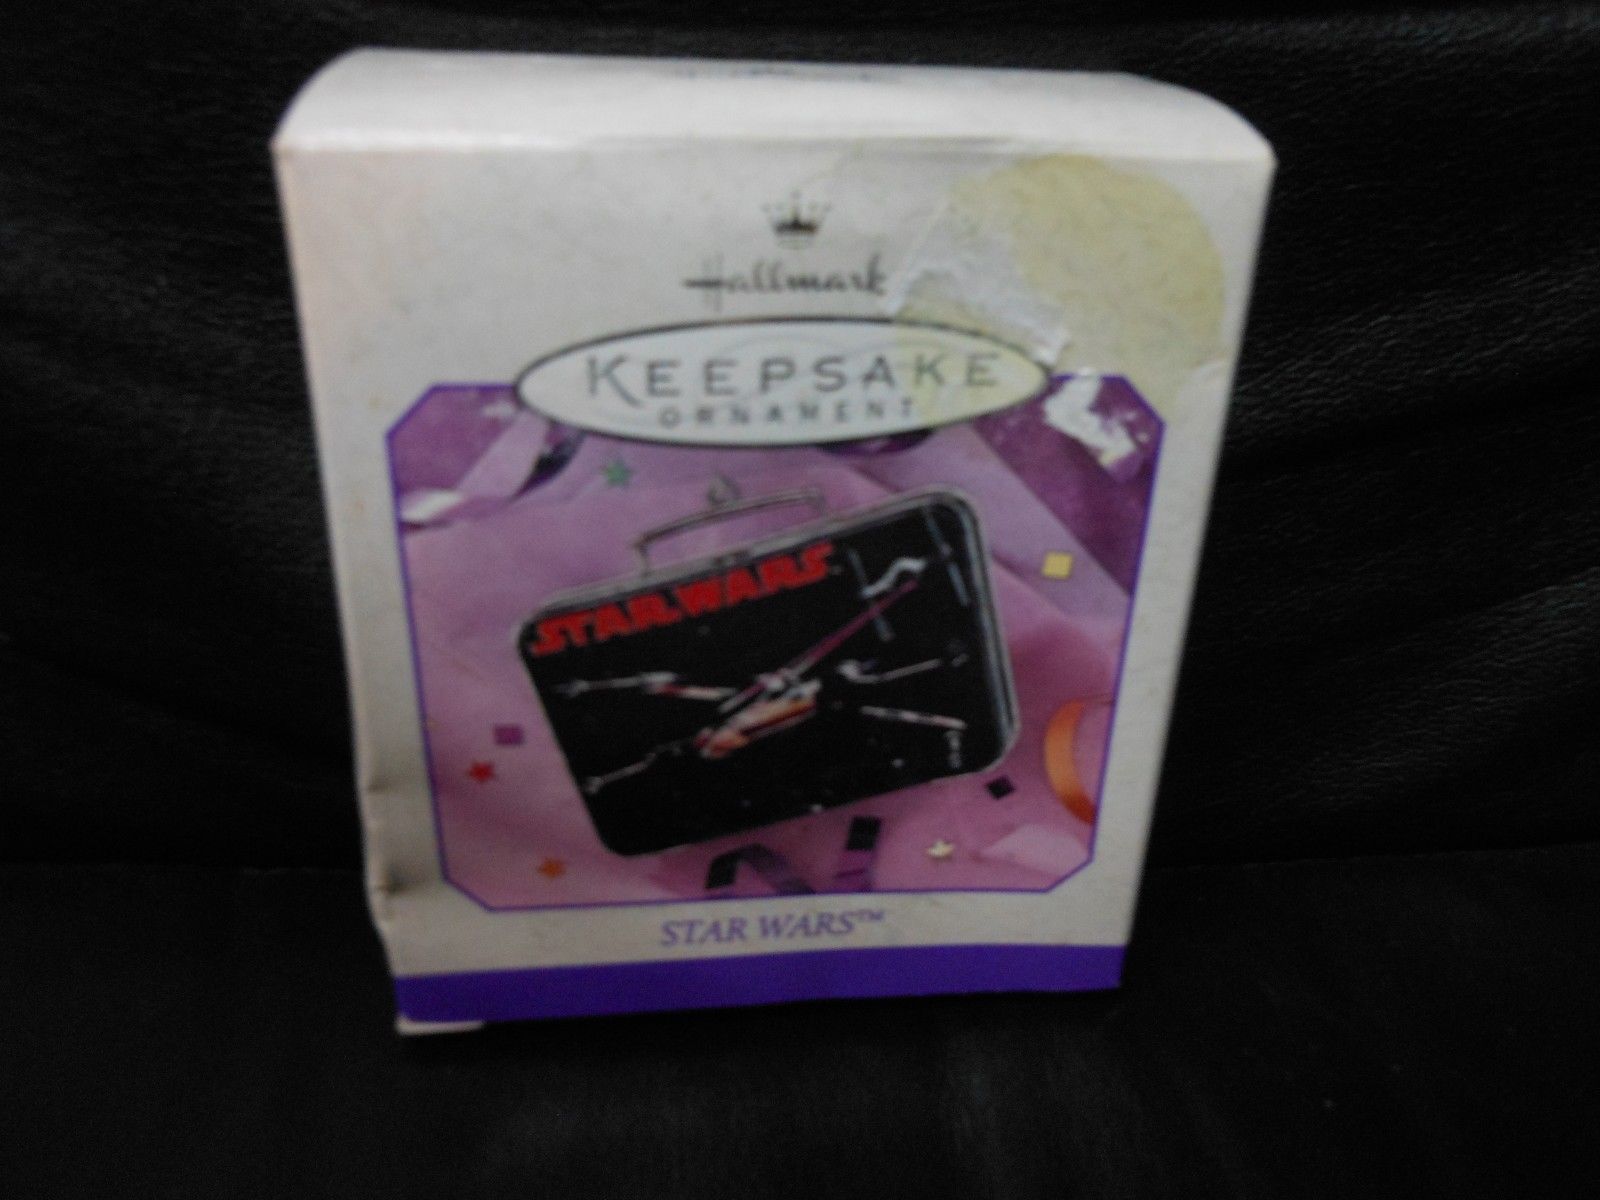 Hallmark
KEEPSAKE
ORNAMENT
STAR WARS
STAR WARS™